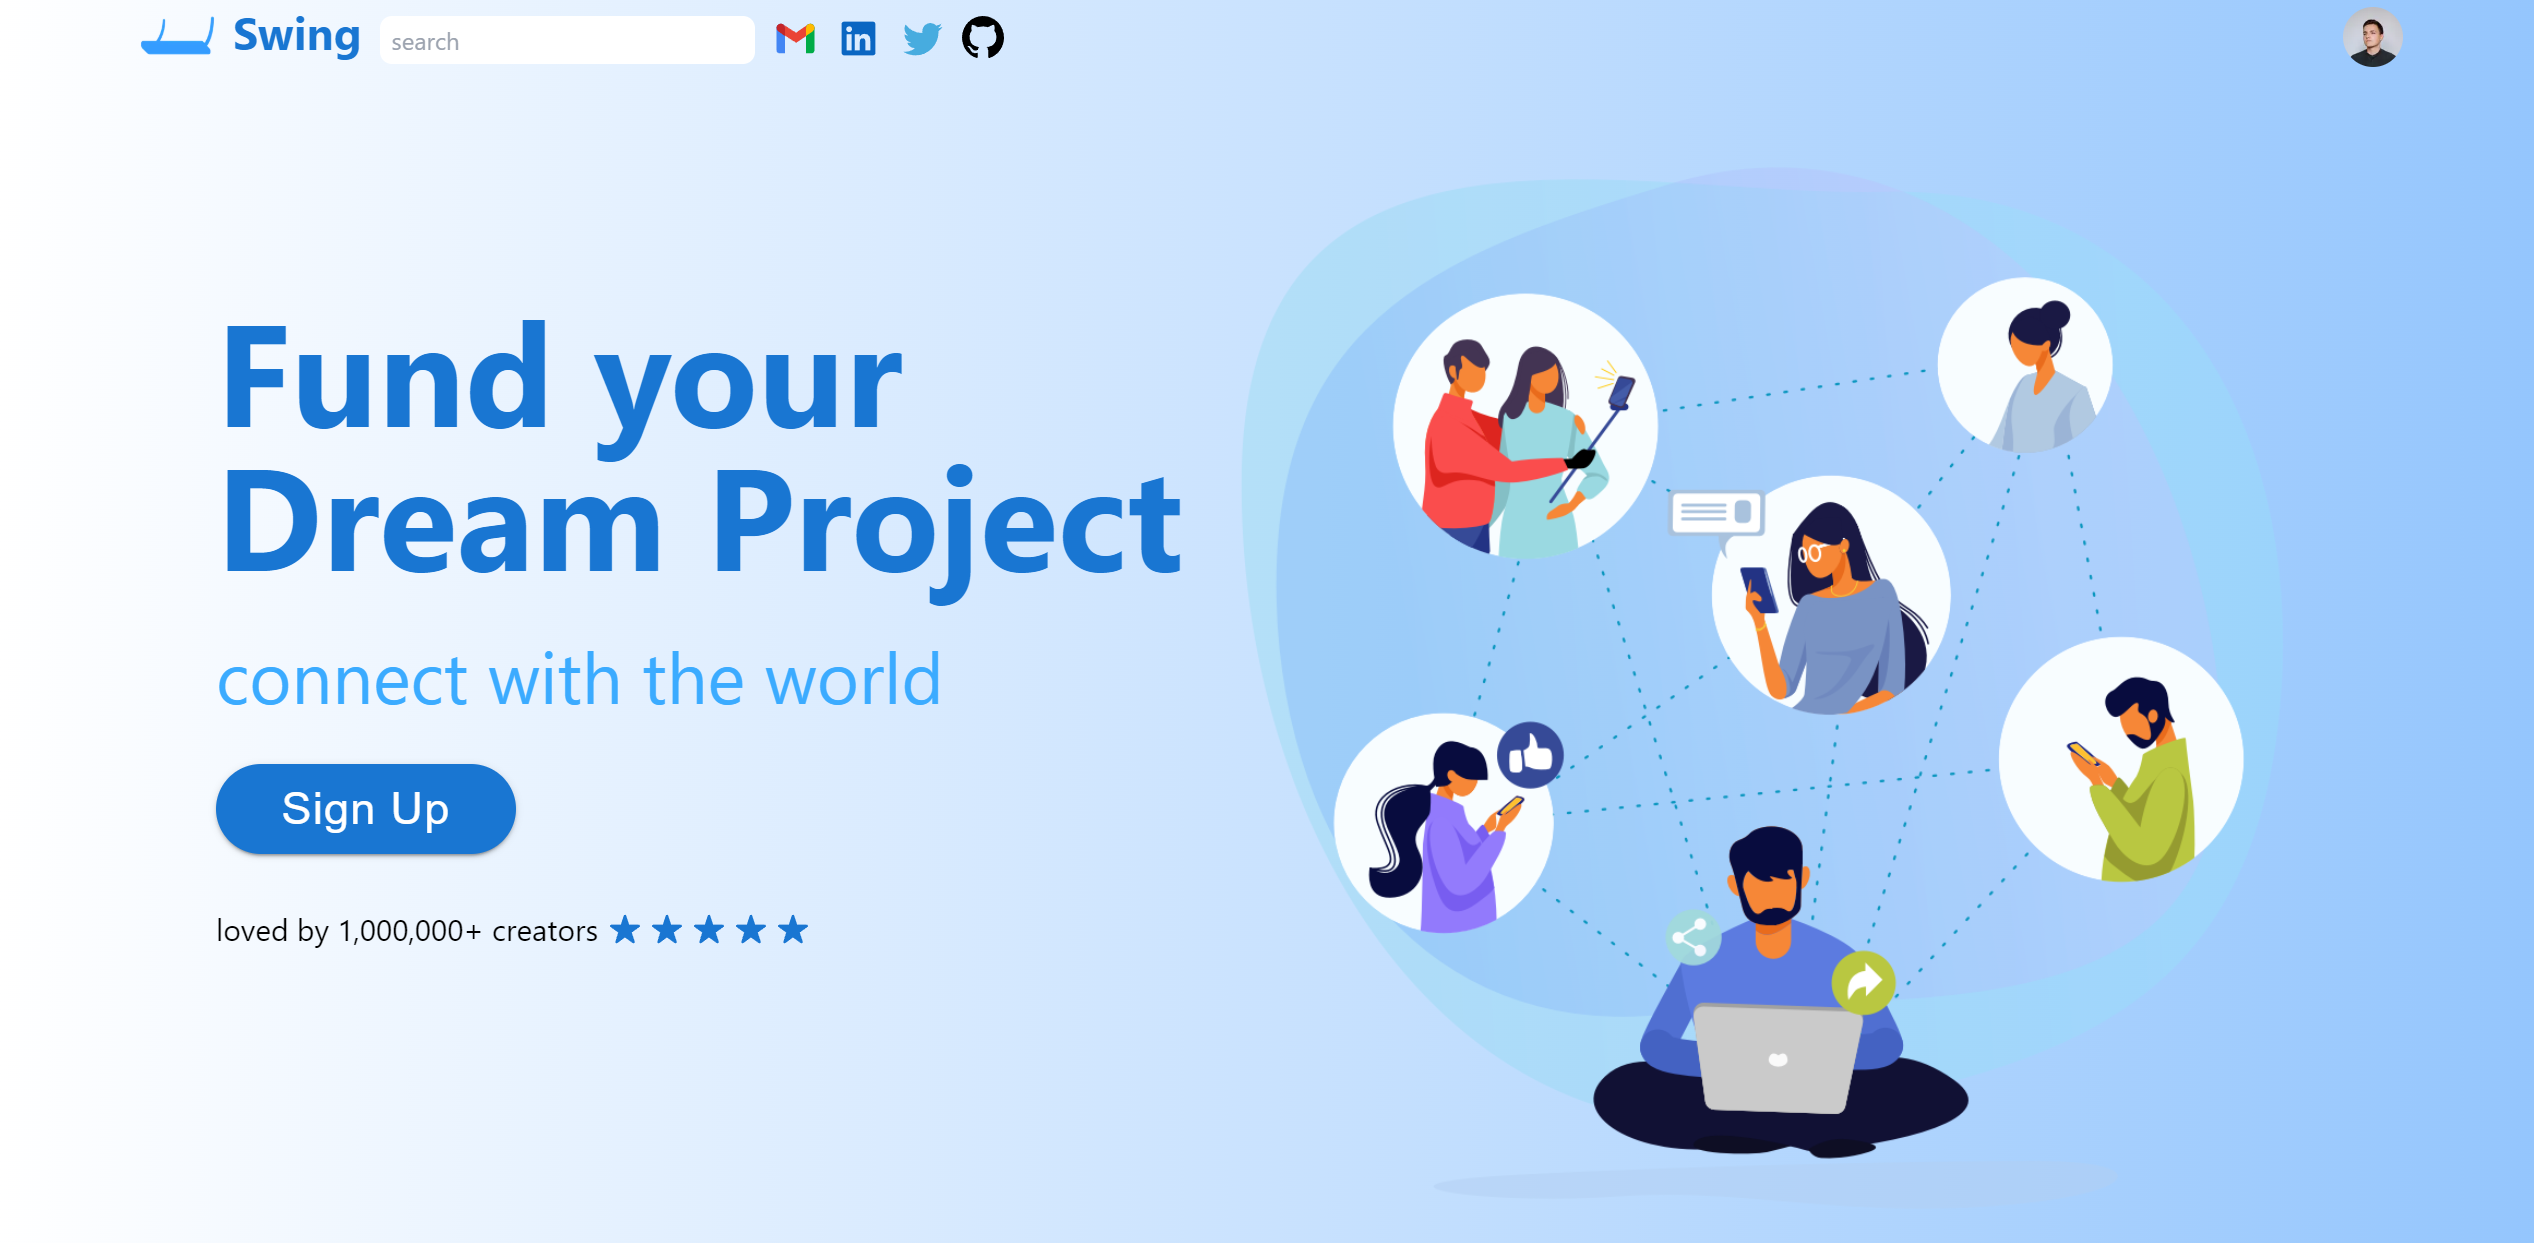 Swing
search
Fund your
Dream Project
connect with the world
Sign Up
loved by 1,000,000+ creators